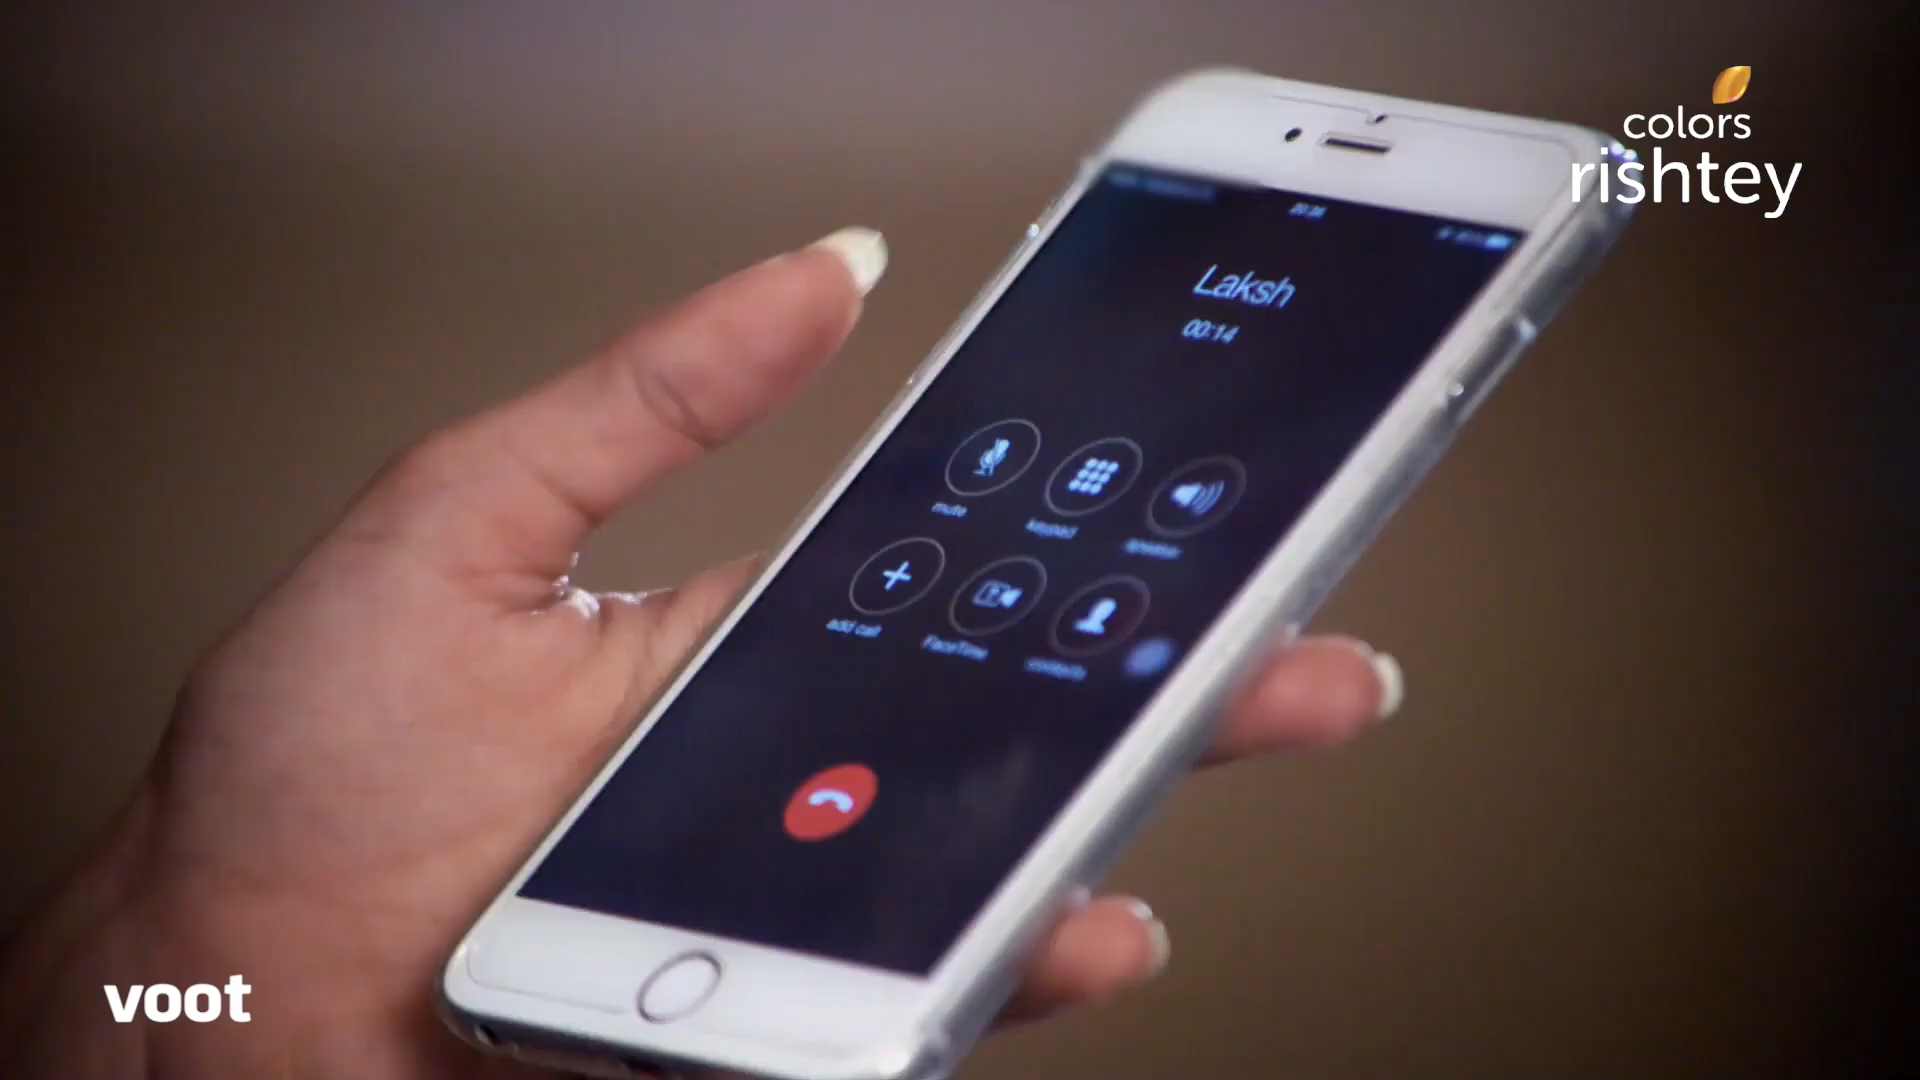 colors
rishtey
Laksh
00:14
mute
keypad
speaker
add call
FaceTime
contacts
voot